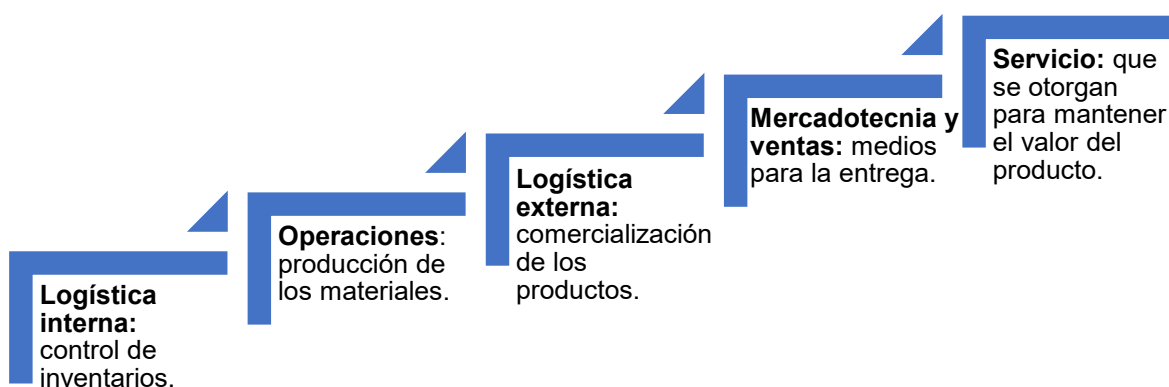 Logística
interna:
control de
inventarios.
Operaciones:
producción de
los materiales.
Logística
externa:
comercialización
de los
productos.
Mercadotecnia y
ventas: medios
para la entrega.
Servicio: que
se otorgan
para mantener
el valor del
producto.